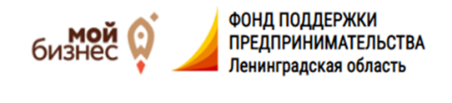 мой
бизнес
ФОНД ПОДДЕРЖКИ
ПРЕДПРИНИМАТЕЛЬСТВА
Ленинградская область